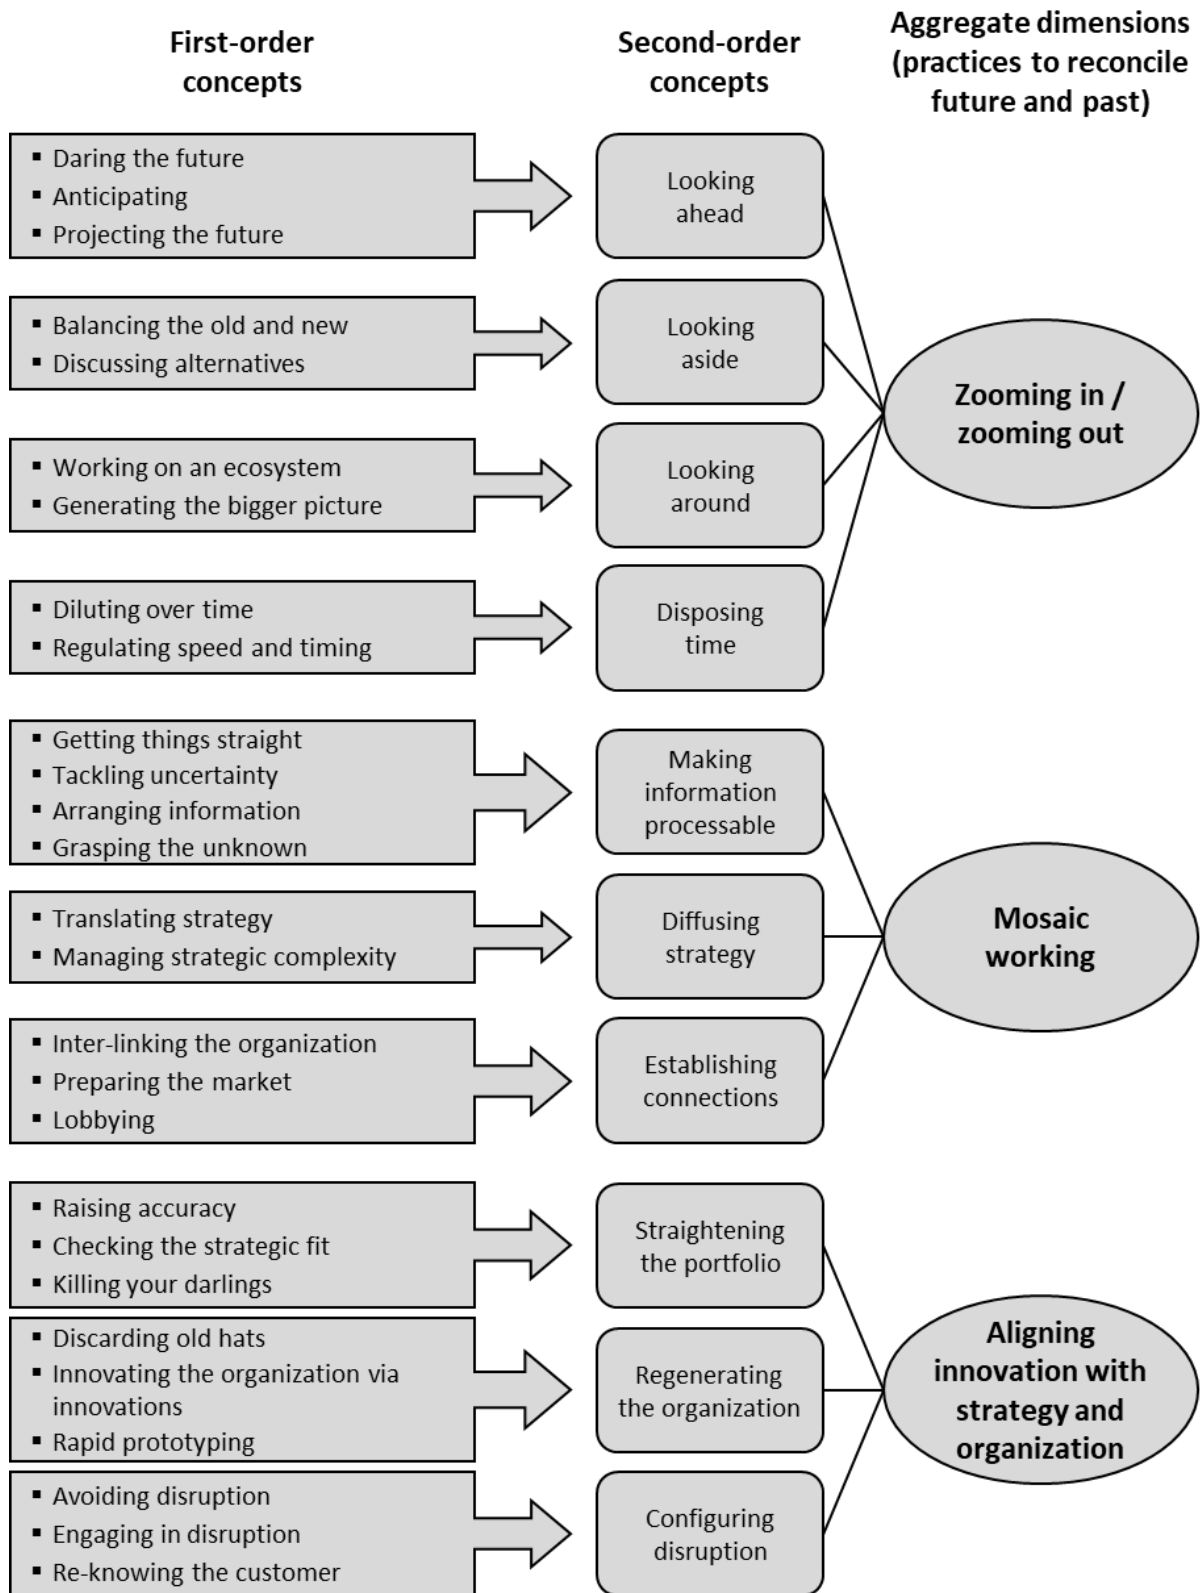 First-order
concepts
Second-order
concepts
Aggregate dimensions
(practices to reconcile
future and past)
▪ Daring the future
▪ Anticipating
▪ Projecting the future
Looking
ahead
▪ Balancing the old and new
▪ Discussing alternatives
Looking
aside
▪ Working on an ecosystem
▪ Generating the bigger picture
Looking
around
▪ Diluting over time
▪ Regulating speed and timing
Disposing
time
Zooming in /
zooming out
▪ Getting things straight
▪ Tackling uncertainty
▪ Arranging information
▪ Grasping the unknown
Making
information
processable
▪ Translating strategy
▪ Managing strategic complexity
Diffusing
strategy
▪ Inter-linking the organization
▪ Preparing the market
▪ Lobbying
Establishing
connections
Mosaic
working
▪ Raising accuracy
▪ Checking the strategic fit
▪ Killing your darlings
Straightening
the portfolio
▪ Discarding old hats
▪ Innovating the organization via
innovations
▪ Rapid prototyping
Regenerating
the organization
▪ Avoiding disruption
▪ Engaging in disruption
▪ Re-knowing the customer
Configuring
disruption
Aligning
innovation with
strategy and
organization